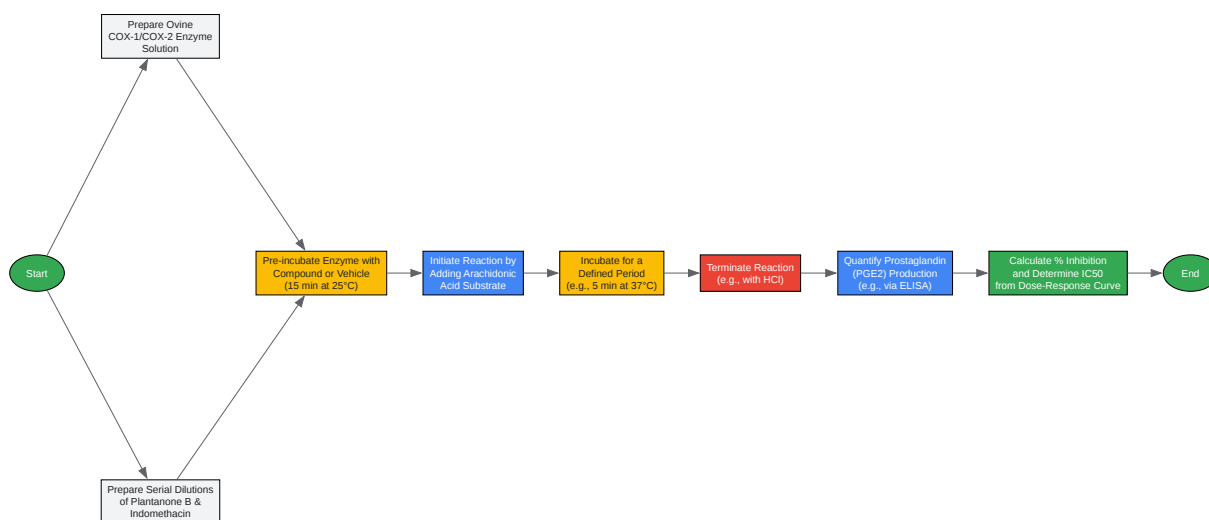 Prepare Ovine
COX-1/COX-2 Enzyme
Solution
Start
Pre-incubate Enzyme with
Compound or Vehicle
(15 min at 25°C)
Initiate Reaction by
Adding Arachidonic
Acid Substrate
Incubate for a
Defined Period
(e.g., 5 min at 37°C)
Terminate Reaction
(e.g., with HCl)
Quantify Prostaglandin
(PGE2) Production
(e.g., via ELISA)
Calculate % Inhibition
and Determine IC50
from Dose-Response Curve
End
Prepare Serial Dilutions
of Plantanone B &
Indomethacin